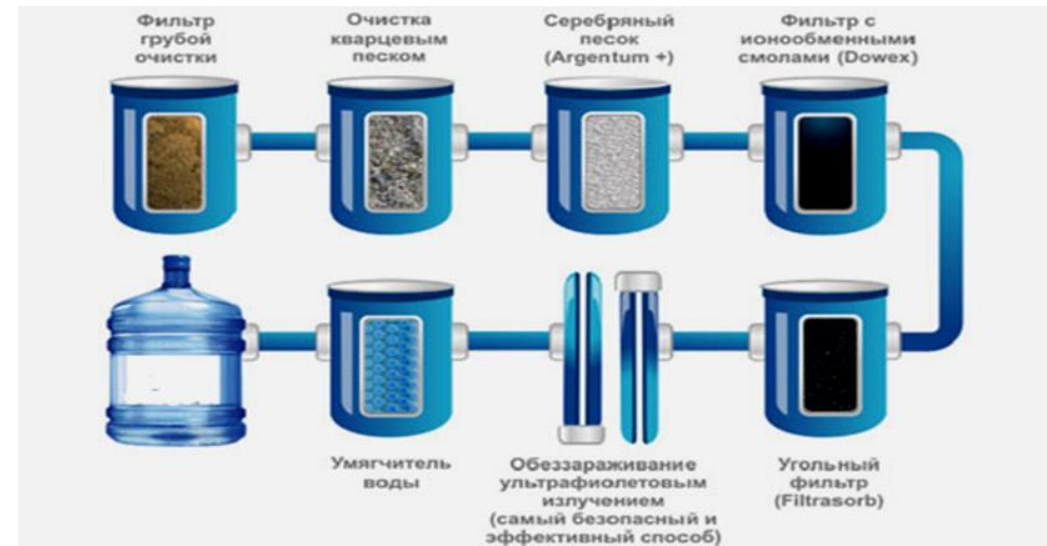 Фильтр
грубой
очистки
Очистка
кварцевым
песком
Серебряный
песок
(Argentum +)
Фильтр с
ионообменными
смолами (Dowex)
Умягчитель
воды
Обеззараживание
ультрафиолетовым
излучением
(самый безопасный и
эффективный способ)
Угольный
фильтр
(Filtrasorb)